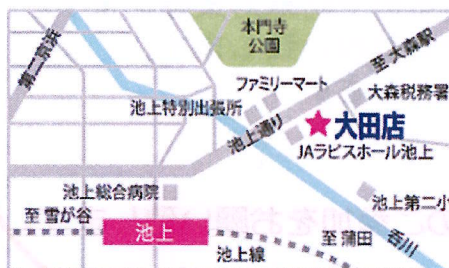 本門寺
公園
第二京浜
至 大森駅
ファミリーマート
大森税務署
池上特別出張所
池上通り
大田店
JAラピスホール池上
池上総合病院
池上第二小
至 雪が谷
池上
池上線
至 蒲田
呑川